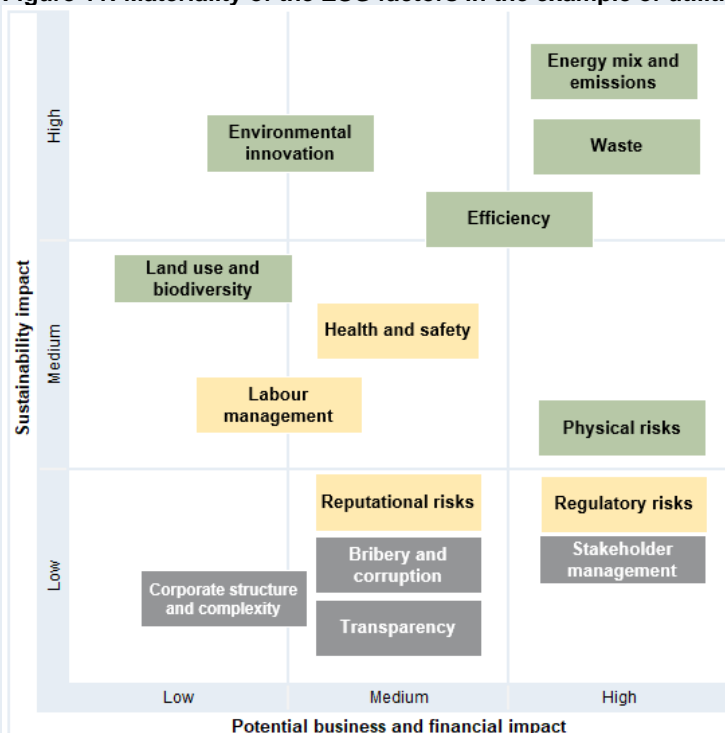 Energy mix and
emissions
Environmental
innovation
Waste
High
Efficiency
Land use and
biodiversity
Health and safety
Sustainability impact
Medium
Labour
management
Physical risks
Reputational risks
Regulatory risks
Bribery and
corruption
Stakeholder
management
Low
Corporate structure
and complexity
Transparency
Low
Medium
High
Potential business and financial impact